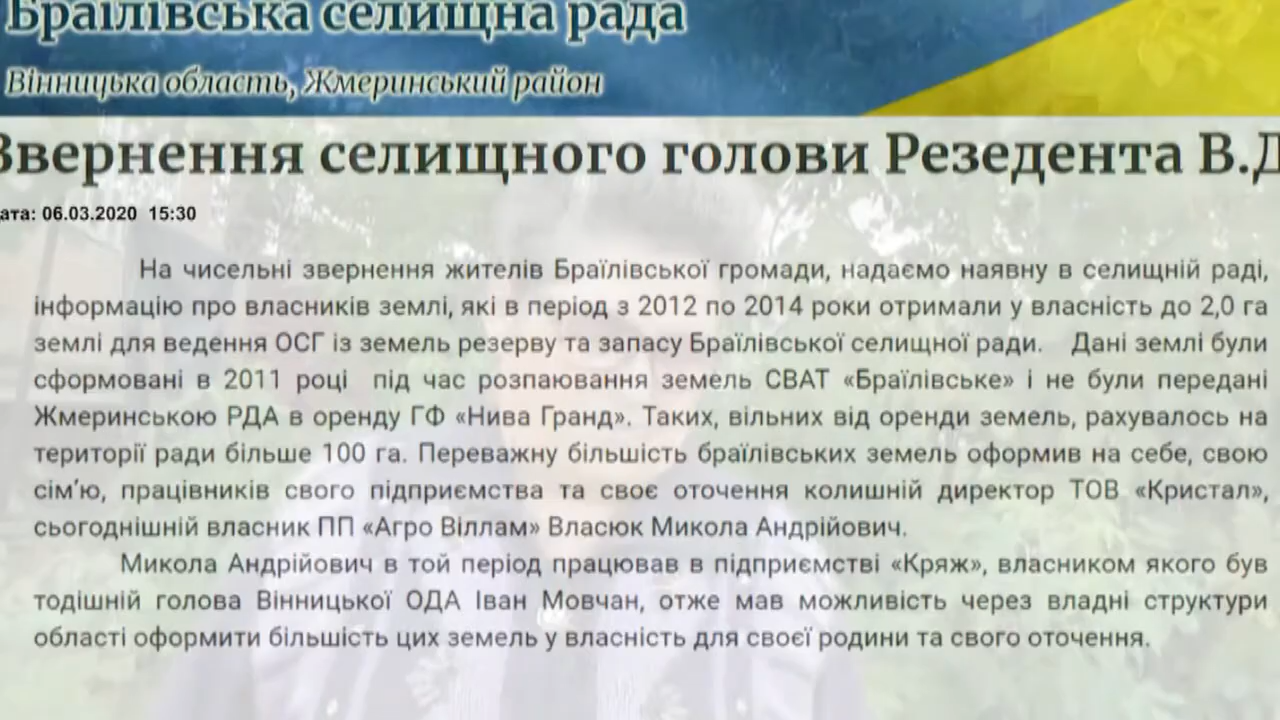 Браїлівська селищна рада
Вінницька область, Жмеринський район
Звернення селищного голови Резедента В.Д
ата: 06.03.2020 15:30
На чисельні звернення жителів Браїлівської громади, надаємо наявну в селищній раді,
інформацію про власників землі, які в період з 2012 по 2014 роки отримали у власність до 2,0 га
землі для ведення ОСГ із земель резерву та запасу Браїлівської селищної ради. Дані землі були
сформовані в 2011 році під час розпаювання земель СВАТ «Браїлівське» і не були передані
Жмеринською РДА в оренду ГФ «Нива Гранд». Таких, вільних від оренди земель, рахувалось на
території ради більше 100 га. Переважну більшість браїлівських земель оформив на себе, свою
сім’ю, працівників свого підприємства та своє оточення колишній директор ТОВ «Кристал»,
сьогоднішній власник ПП «Агро Віллам» Власюк Микола Андрійович.
Микола Андрійович в той період працював в підприємстві «Кряж», власником якого був
тодішній голова Вінницької ОДА Іван Мовчан, отже мав можливість через владні структури
області оформити більшість цих земель у власність для своєї родини та свого оточення.